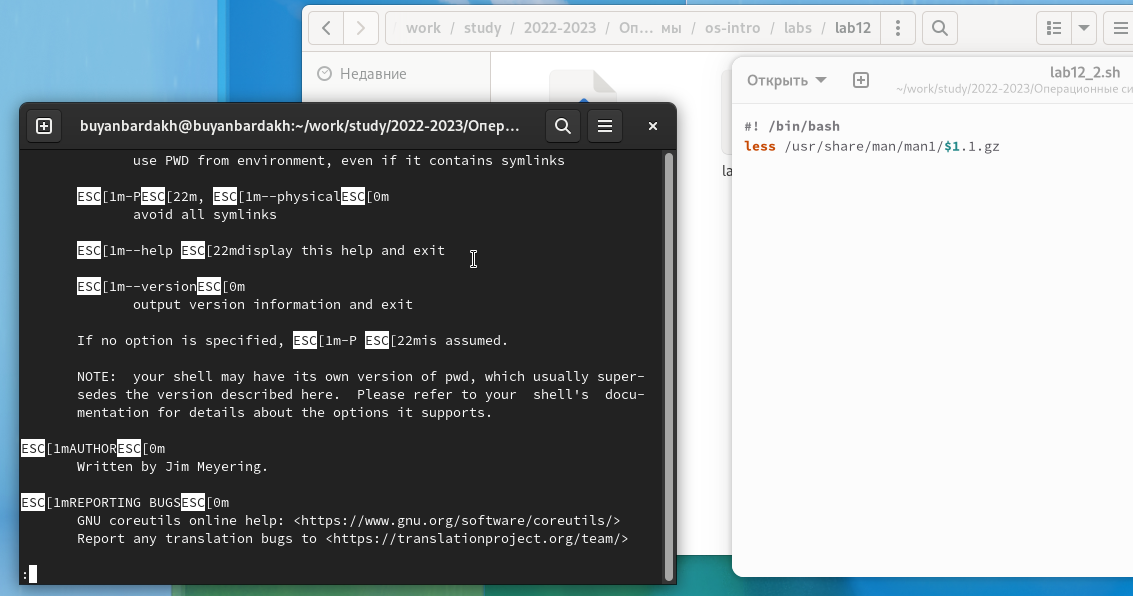 work / study / 2022-2023 / Оп… мы / os-intro / labs / lab12
Недавние
buyanbardakh@buyanbardakh:~/work/study/2022-2023/Опер…
use PWD from environment, even if it contains symlinks
ESC[1m-PESC[22m, ESC[1m--physicalESC[0m
avoid all symlinks
ESC[1m--help ESC[22mdisplay this help and exit
ESC[1m--versionESC[0m
output version information and exit
If no option is specified, ESC[1m-P ESC[22mis assumed.
NOTE:  your shell may have its own version of pwd, which usually super-
sedes the version described here.  Please refer to your  shell's  docu-
mentation for details about the options it supports.
ESC[1mAUTHORESC[0m
Written by Jim Meyering.
ESC[1mREPORTING BUGSESC[0m
GNU coreutils online help: <https://www.gnu.org/software/coreutils/>
Report any translation bugs to <https://translationproject.org/team/>
:
la
Открыть
lab12_2.sh
~/work/study/2022-2023/Операционные си
#! /bin/bash
less /usr/share/man/man1/$1.1.gz